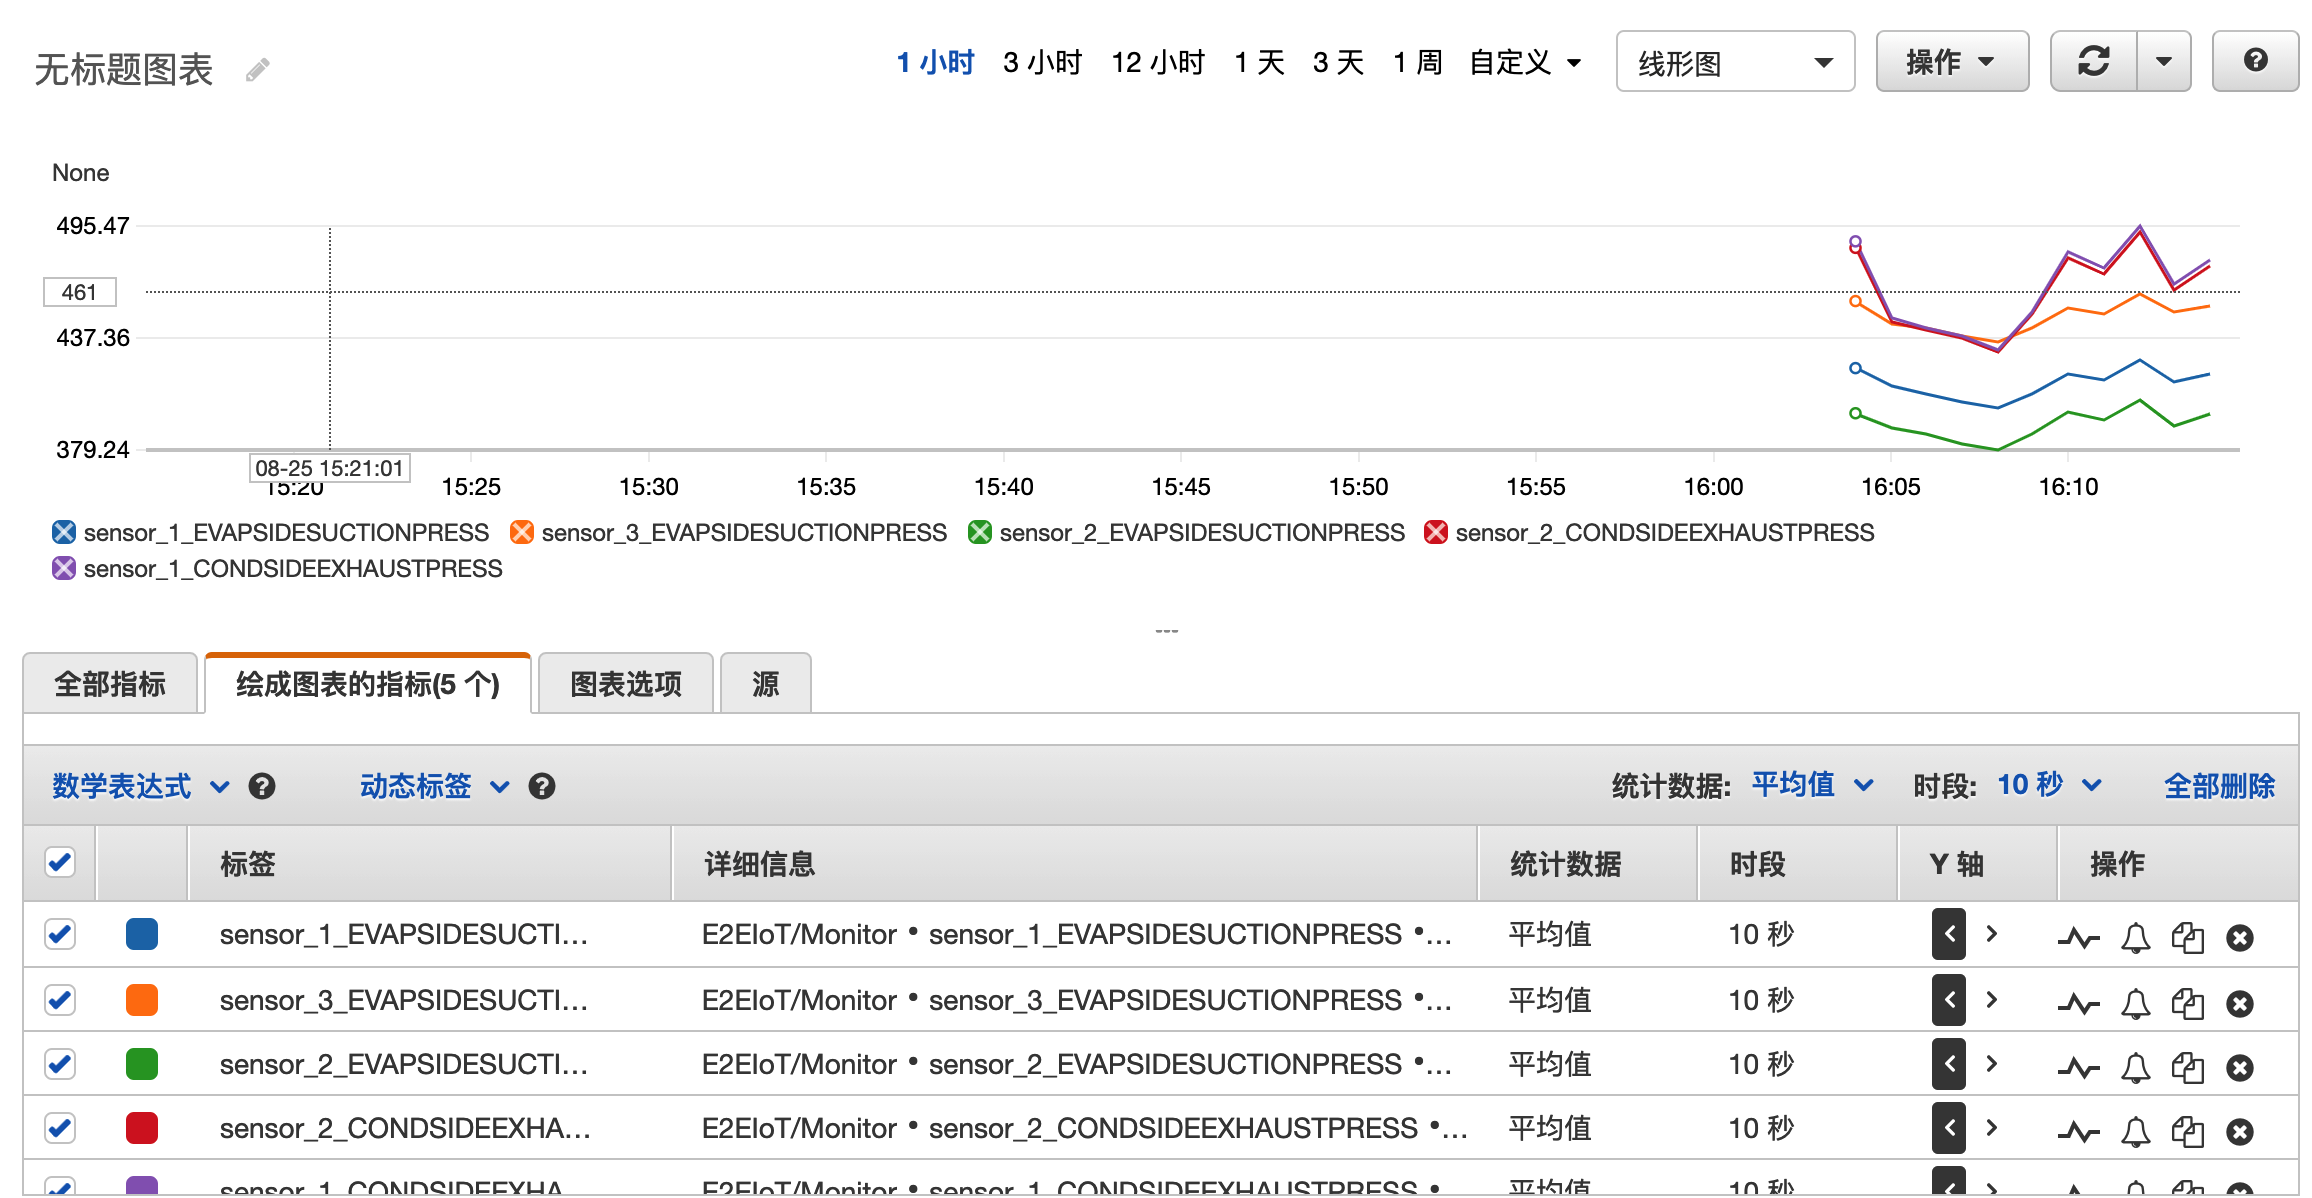 无标题图表
1 小时 3 小时 12 小时 1 天 3 天 1 周 自定义 线形图 操作
None
495.47
461
437.36
379.24
08-25 15:21:01
15:20 15:25 15:30 15:35 15:40 15:45 15:50 15:55 16:00 16:05 16:10
sensor_1_EVAPSIDESUCTIONPRESS sensor_3_EVAPSIDESUCTIONPRESS sensor_2_EVAPSIDESUCTIONPRESS sensor_2_CONDSIDEEXHAUSTPRESS
sensor_1_CONDSIDEEXHAUSTPRESS
全部指标 绘成图表的指标(5 个) 图表选项 源
数学表达式 动态标签 统计数据: 平均值 时段: 10 秒 全部删除
标签 详细信息 统计数据 时段 Y 轴 操作
sensor_1_EVAPSIDESUCTI... E2EIoT/Monitor • sensor_1_EVAPSIDESUCTIONPRESS •... 平均值 10 秒
sensor_3_EVAPSIDESUCTI... E2EIoT/Monitor • sensor_3_EVAPSIDESUCTIONPRESS •... 平均值 10 秒
sensor_2_EVAPSIDESUCTI... E2EIoT/Monitor • sensor_2_EVAPSIDESUCTIONPRESS •... 平均值 10 秒
sensor_2_CONDSIDEEXHA... E2EIoT/Monitor • sensor_2_CONDSIDEEXHAUSTPRESS •... 平均值 10 秒
sensor_1_CONDSIDEEXHA E2EIoT/Monitor • sensor_1_CONDSIDEEXHAUSTPRESS • 平均值 10 秒